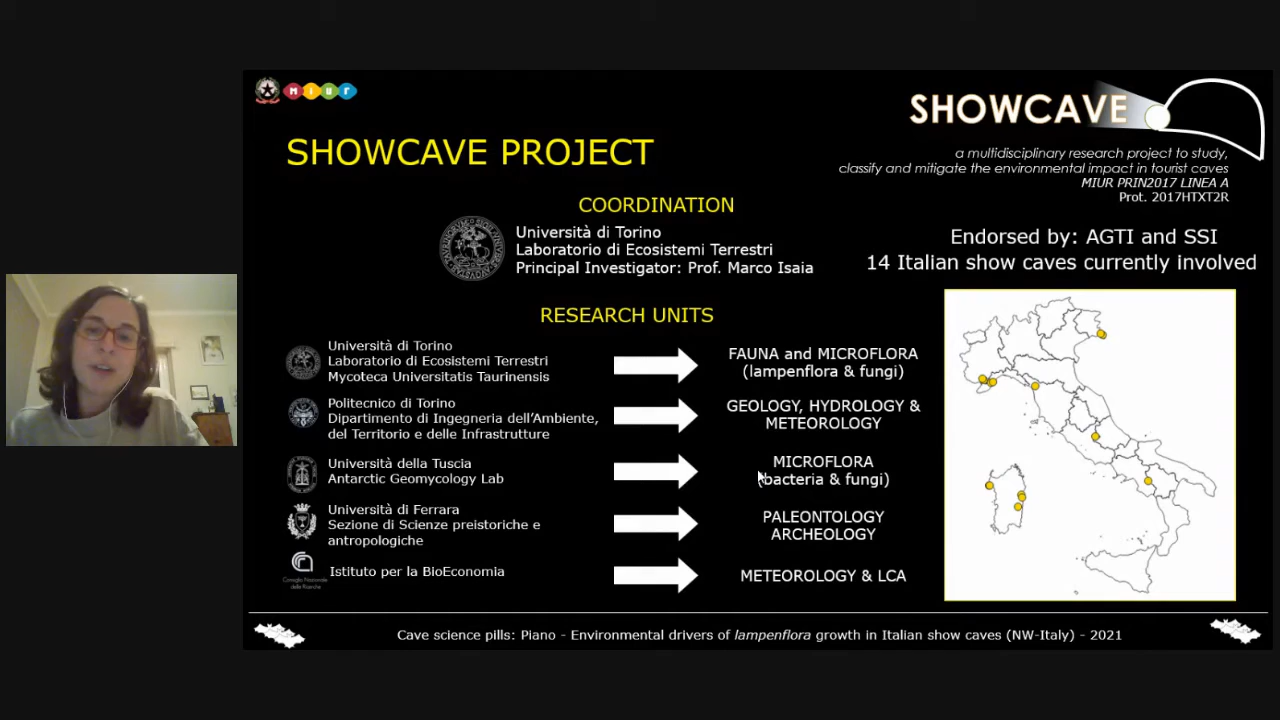 MIUR
SHOWCAVE
SHOWCAVE PROJECT
a multidisciplinary research project to study,
classify and mitigate the environmental impact in tourist caves
MIUR PRIN2017 LINEA A
Prot. 2017HTXT2R
COORDINATION
Università di Torino
Laboratorio di Ecosistemi Terrestri
Principal Investigator: Prof. Marco Isaia
Endorsed by: AGTI and SSI
14 Italian show caves currently involved
RESEARCH UNITS
Università di Torino
Laboratorio di Ecosistemi Terrestri
Mycoteca Universitatis Taurinensis
FAUNA and MICROFLORA
(lampenflora & fungi)
Politecnico di Torino
Dipartimento di Ingegneria dell'Ambiente,
del Territorio e delle Infrastrutture
GEOLOGY, HYDROLOGY &
METEOROLOGY
Università della Tuscia
Antarctic Geomycology Lab
MICROFLORA
(bacteria & fungi)
Università di Ferrara
Sezione di Scienze preistoriche e
antropologiche
PALEONTOLOGY
ARCHEOLOGY
Consiglio Nazionale
delle Ricerche
Istituto per la BioEconomia
METEOROLOGY & LCA
Cave science pills: Piano - Environmental drivers of lampenflora growth in Italian show caves (NW-Italy) - 2021